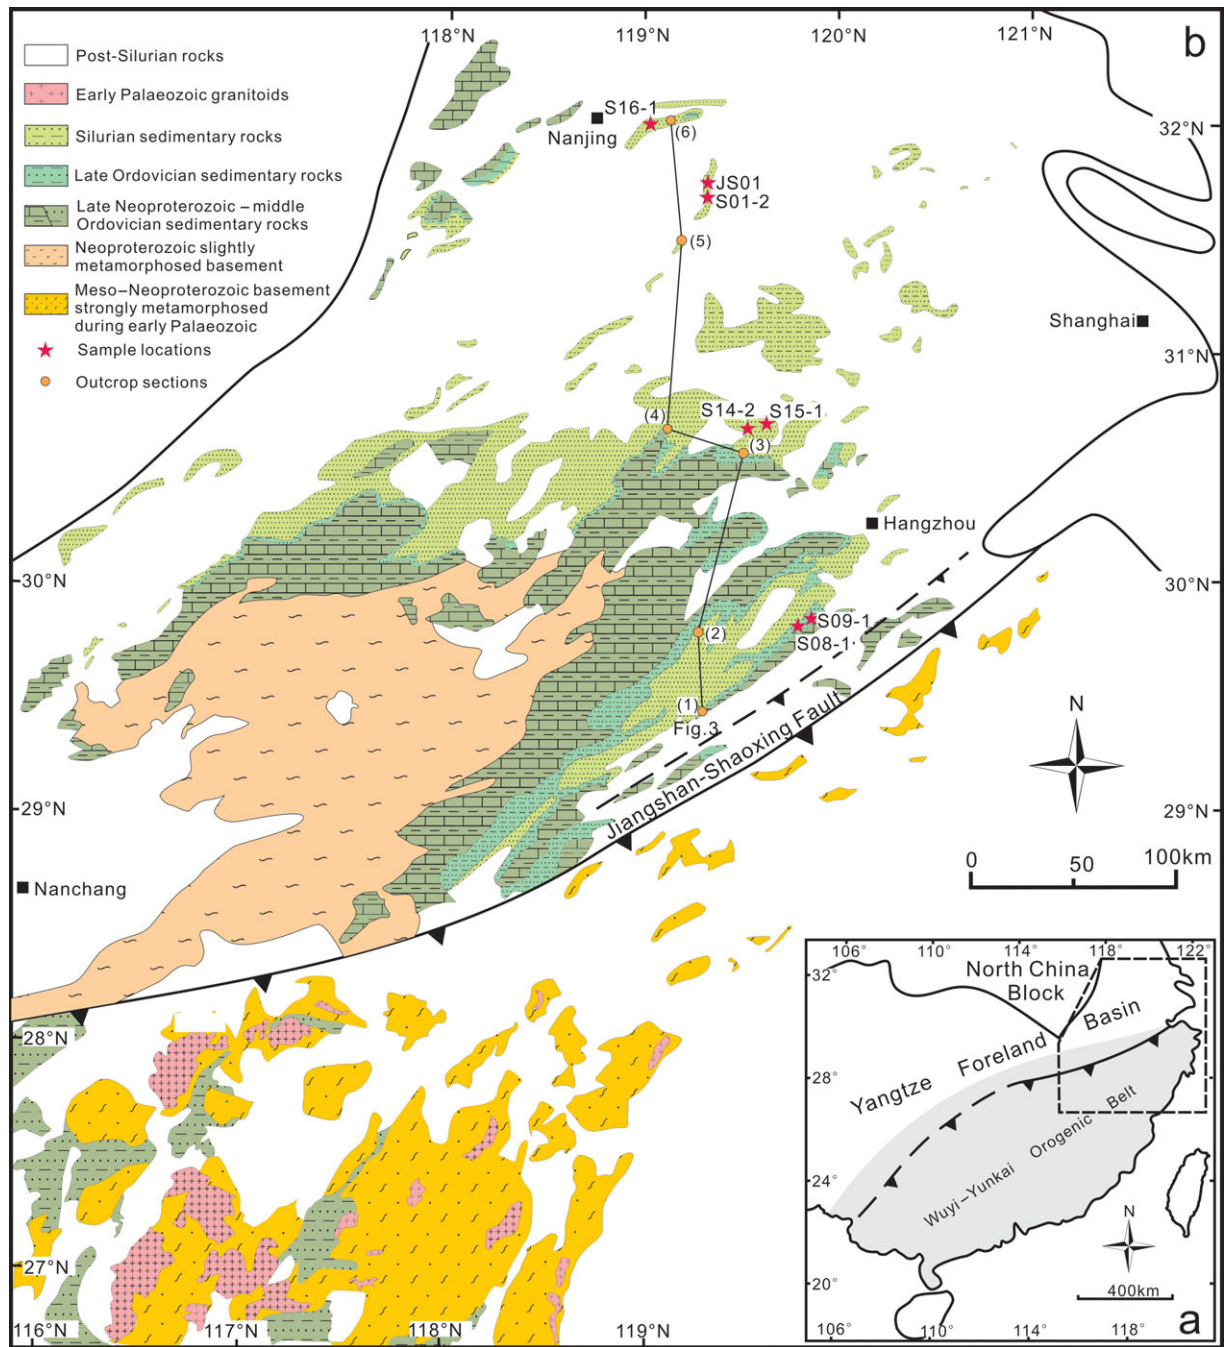 118°N
119°N
120°N
121°N
b
Post-Silurian rocks
Early Palaeozoic granitoids
Silurian sedimentary rocks
Late Ordovician sedimentary rocks
Late Neoproterozoic – middle
Ordovician sedimentary rocks
Neoproterozoic slightly
metamorphosed basement
Meso–Neoproterozoic basement
strongly metamorphosed
during early Palaeozoic
Sample locations
Outcrop sections
S16-1
Nanjing
(6)
32°N
JS01
S01-2
(5)
Shanghai
31°N
S14-2
S15-1
(4)
(3)
Hangzhou
30°N
30°N
S09-1
S08-1
(2)
(1)
Fig.3
Jiangshan-Shaoxing Fault
N
29°N
29°N
0
50
100km
Nanchang
28°N
27°N
116°N
117°N
118°N
119°N
106°
110°
114°
118°
122°
32°
North China
Block
Yangtze Foreland Basin
28°
Wuyi–Yunkai Orogenic Belt
24°
N
20°
400km
106°
110°
114°
118°
a